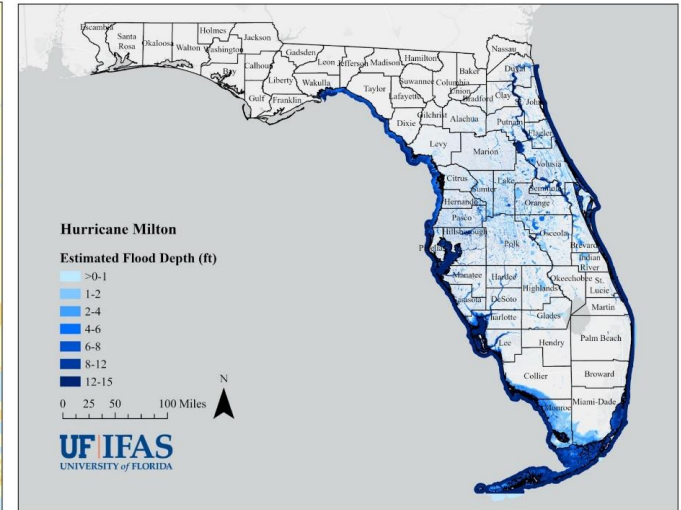 Escambia
Santa
Rosa
Okaloosa
Walton
Holmes
Washington
Jackson
Bay
Calhoun
Gulf
Liberty
Franklin
Gadsden
Leon
Wakulla
Jefferson
Madison
Taylor
Hamilton
Suwannee
Lafayette
Dixie
Columbia
Gilchrist
Baker
Union
Bradford
Alachua
Levy
Nassau
Duval
Clay
St. Johns
Putnam
Flagler
Marion
Volusia
Citrus
Sumter
Lake
Seminole
Hernando
Orange
Pasco
Hillsborough
Pinellas
Polk
Osceola
Brevard
Indian
River
Manatee
Hardee
Okeechobee
St.
Lucie
Highlands
Sarasota
DeSoto
Martin
Charlotte
Glades
Lee
Hendry
Palm Beach
Collier
Broward
Monroe
Miami-Dade
Hurricane Milton
Estimated Flood Depth (ft)
>0-1
1-2
2-4
4-6
6-8
8-12
12-15
N
0 25 50 100 Miles
UF IFAS
UNIVERSITY of FLORIDA